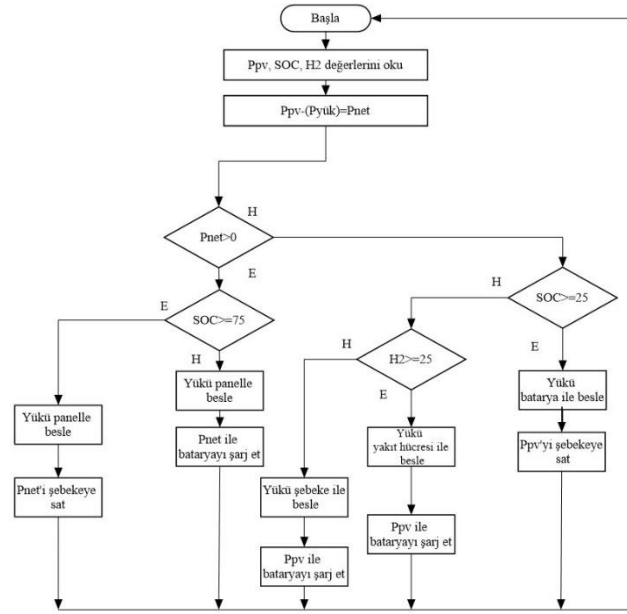 Başla
Ppv, SOC, H2 değerlerini oku
Ppv-(Pyük)=Pnet
H
Pnet>0
E
H
SOC>=25
E
SOC>=75
H
H
H2>=25
E
E
Yükü panelle
besle
Yükü
batarya ile besle
Yükü panelle
besle
Pnet ile
bataryayı şarj et
Yükü
yakıt hücresi ile
besle
Ppv'yi şebekeye
sat
Pnet'i şebekeye
sat
Yükü şebeke ile
besle
Ppv ile
bataryayı şarj et
Ppv ile
bataryayı şarj et